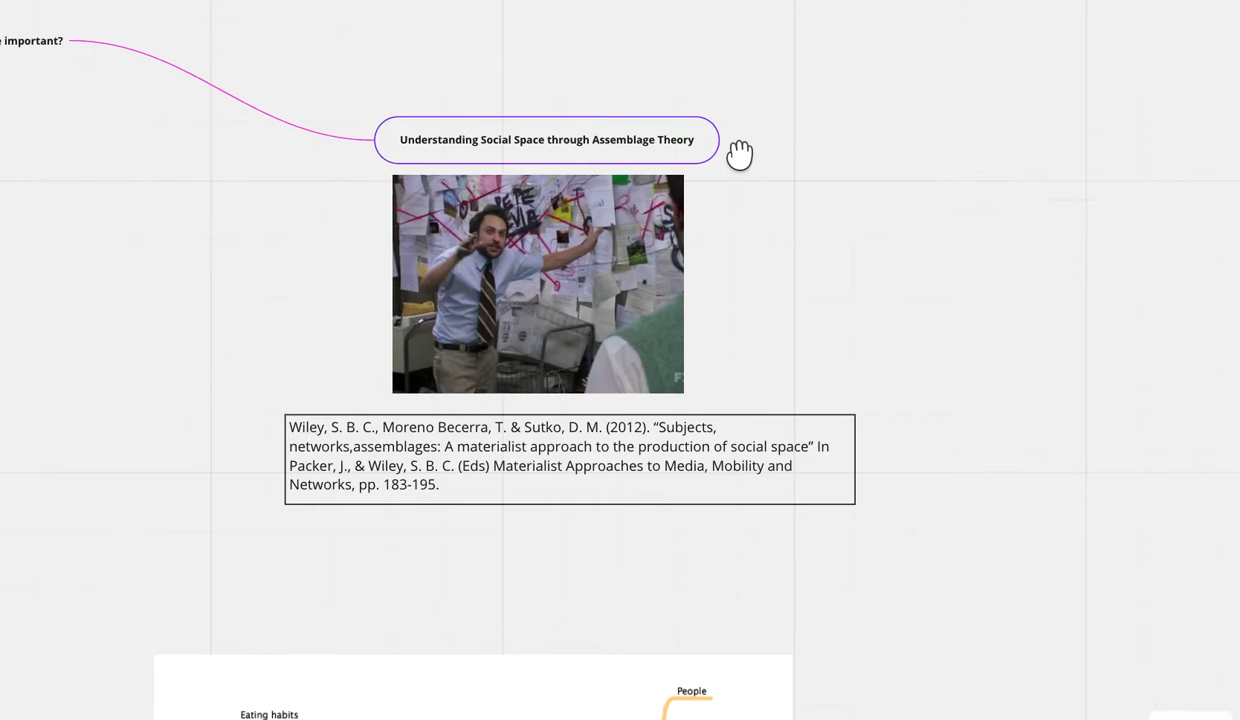 e important?
Understanding Social Space through Assemblage Theory
PEPE
SILVIA
Wiley, S. B. C., Moreno Becerra, T. & Sutko, D. M. (2012). “Subjects,
networks,assemblages: A materialist approach to the production of social space” In
Packer, J., & Wiley, S. B. C. (Eds) Materialist Approaches to Media, Mobility and
Networks, pp. 183-195.
People
Eating habits